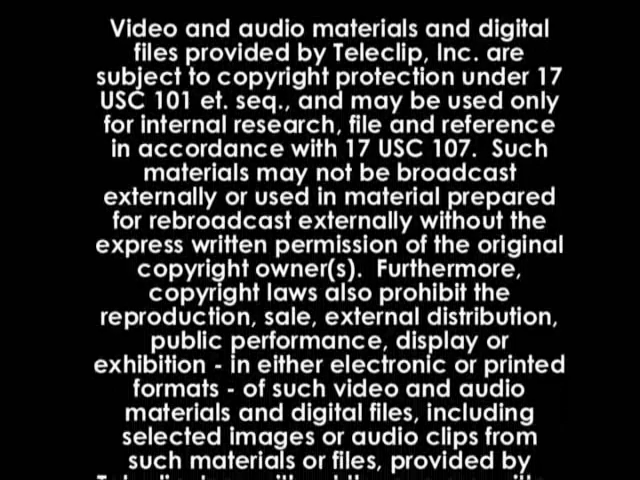 Video and audio materials and digital
files provided by Teleclip, Inc. are
subject to copyright protection under 17
USC 101 et. seq., and may be used only
for internal research, file and reference
in accordance with 17 USC 107.  Such
materials may not be broadcast
externally or used in material prepared
for rebroadcast externally without the
express written permission of the original
copyright owner(s).  Furthermore,
copyright laws also prohibit the
reproduction, sale, external distribution,
public performance, display or
exhibition - in either electronic or printed
formats - of such video and audio
materials and digital files, including
selected images or audio clips from
such materials or files, provided by